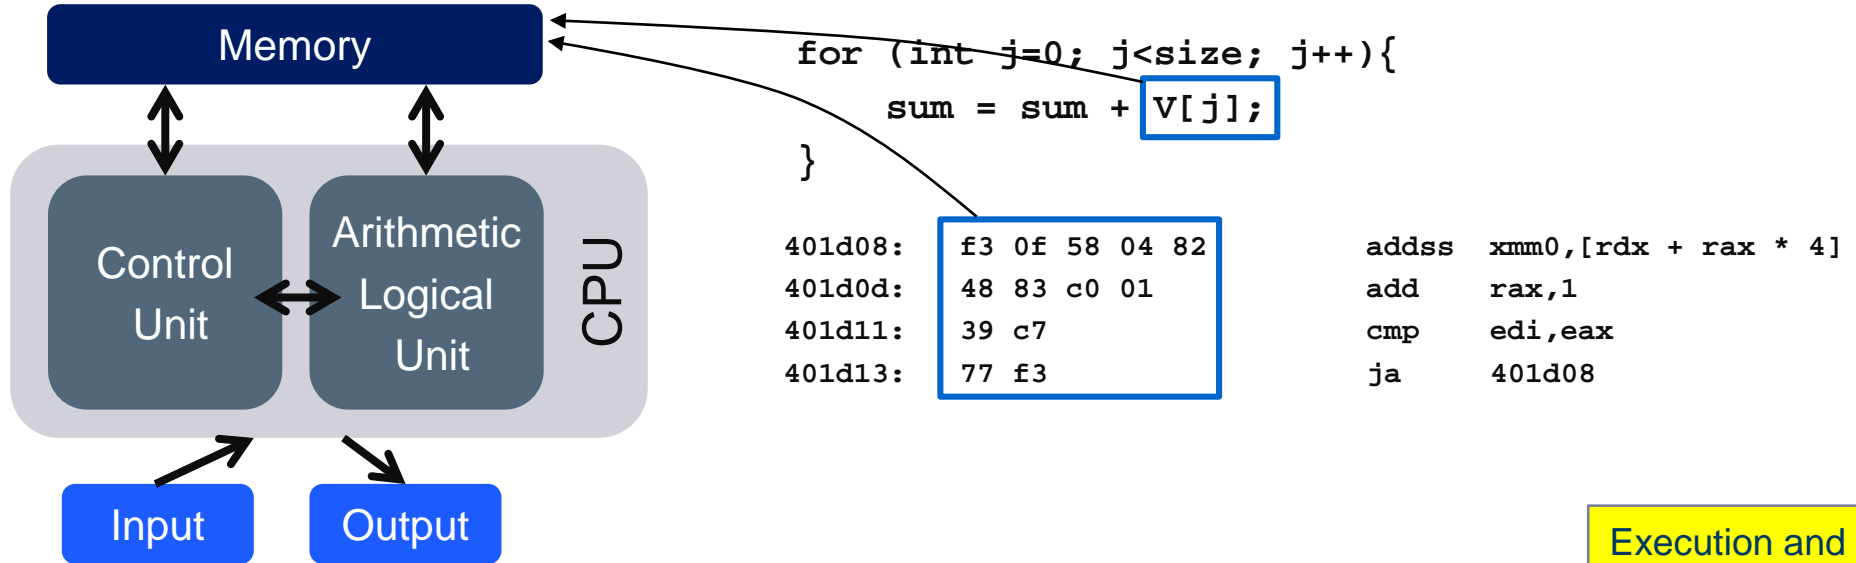 Memory
Control
Unit
Arithmetic
Logical
Unit
CPU
Input
Output
for (int j=0; j<size; j++){
sum = sum + V[j];
}
401d08: f3 0f 58 04 82 addss xmm0,[rdx + rax * 4]
401d0d: 48 83 c0 01 add rax,1
401d11: 39 c7 cmp edi,eax
401d13: 77 f3 ja 401d08
Execution and